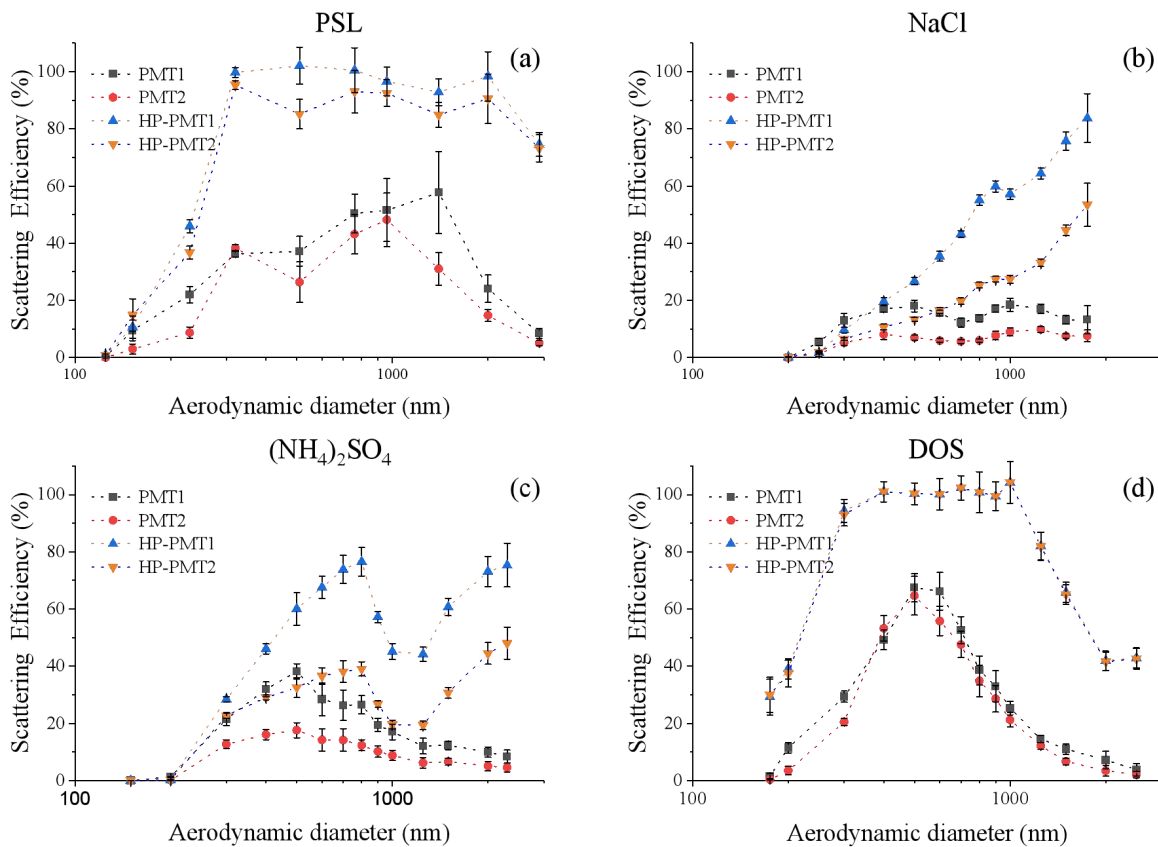 PSL
(a)
PMT1
PMT2
HP-PMT1
HP-PMT2
Scattering Efficiency (%)
100
80
60
40
20
0
100
1000
Aerodynamic diameter (nm)
NaCl
(b)
PMT1
PMT2
HP-PMT1
HP-PMT2
Scattering Efficiency (%)
100
80
60
40
20
0
100
1000
Aerodynamic diameter (nm)
(NH₄)₂SO₄
(c)
PMT1
PMT2
HP-PMT1
HP-PMT2
Scattering Efficiency (%)
100
80
60
40
20
0
100
1000
Aerodynamic diameter (nm)
DOS
(d)
PMT1
PMT2
HP-PMT1
HP-PMT2
Scattering Efficiency (%)
100
80
60
40
20
0
100
1000
Aerodynamic diameter (nm)